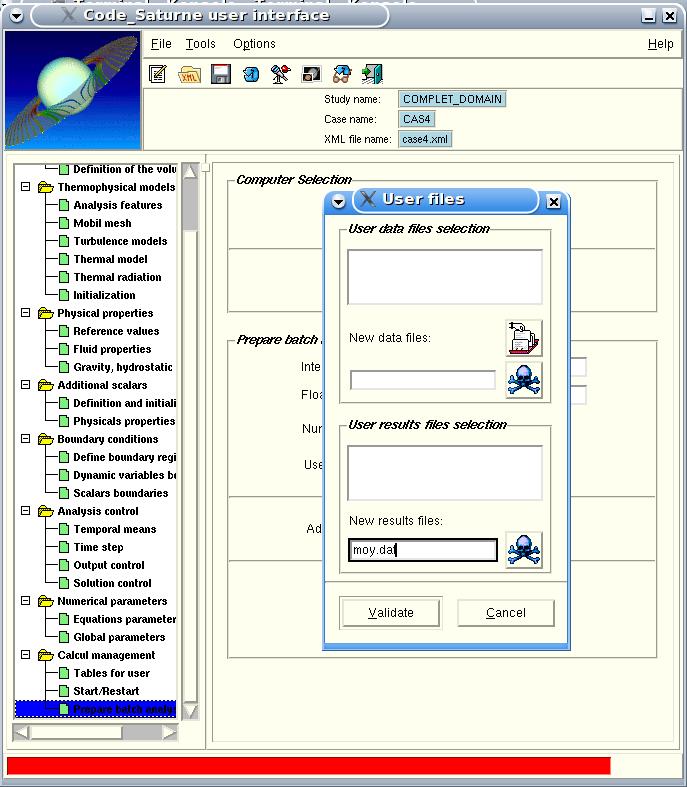 Code_Saturne user interface
File Tools Options Help
XML
Study name: COMPLET_DOMAIN
Case name: CAS4
XML file name: case4.xml
Definition of the volu
Thermophysical models
Analysis features
Mobil mesh
Turbulence models
Thermal model
Thermal radiation
Initialization
Physical properties
Reference values
Fluid properties
Gravity, hydrostatic
Additional scalars
Definition and initiali
Physicals properties
Boundary conditions
Define boundary regi
Dynamic variables b
Scalars boundaries
Analysis control
Temporal means
Time step
Output control
Solution control
Numerical parameters
Equations parameter
Global parameters
Calcul management
Tables for user
Start/Restart
Prepare batch analy
Computer Selection
Prepare batch
Inte
Floa
Nur
Use
Ad
User files
User data files selection
New data files:
User results files selection
New results files:
moy.dat
Validate Cancel